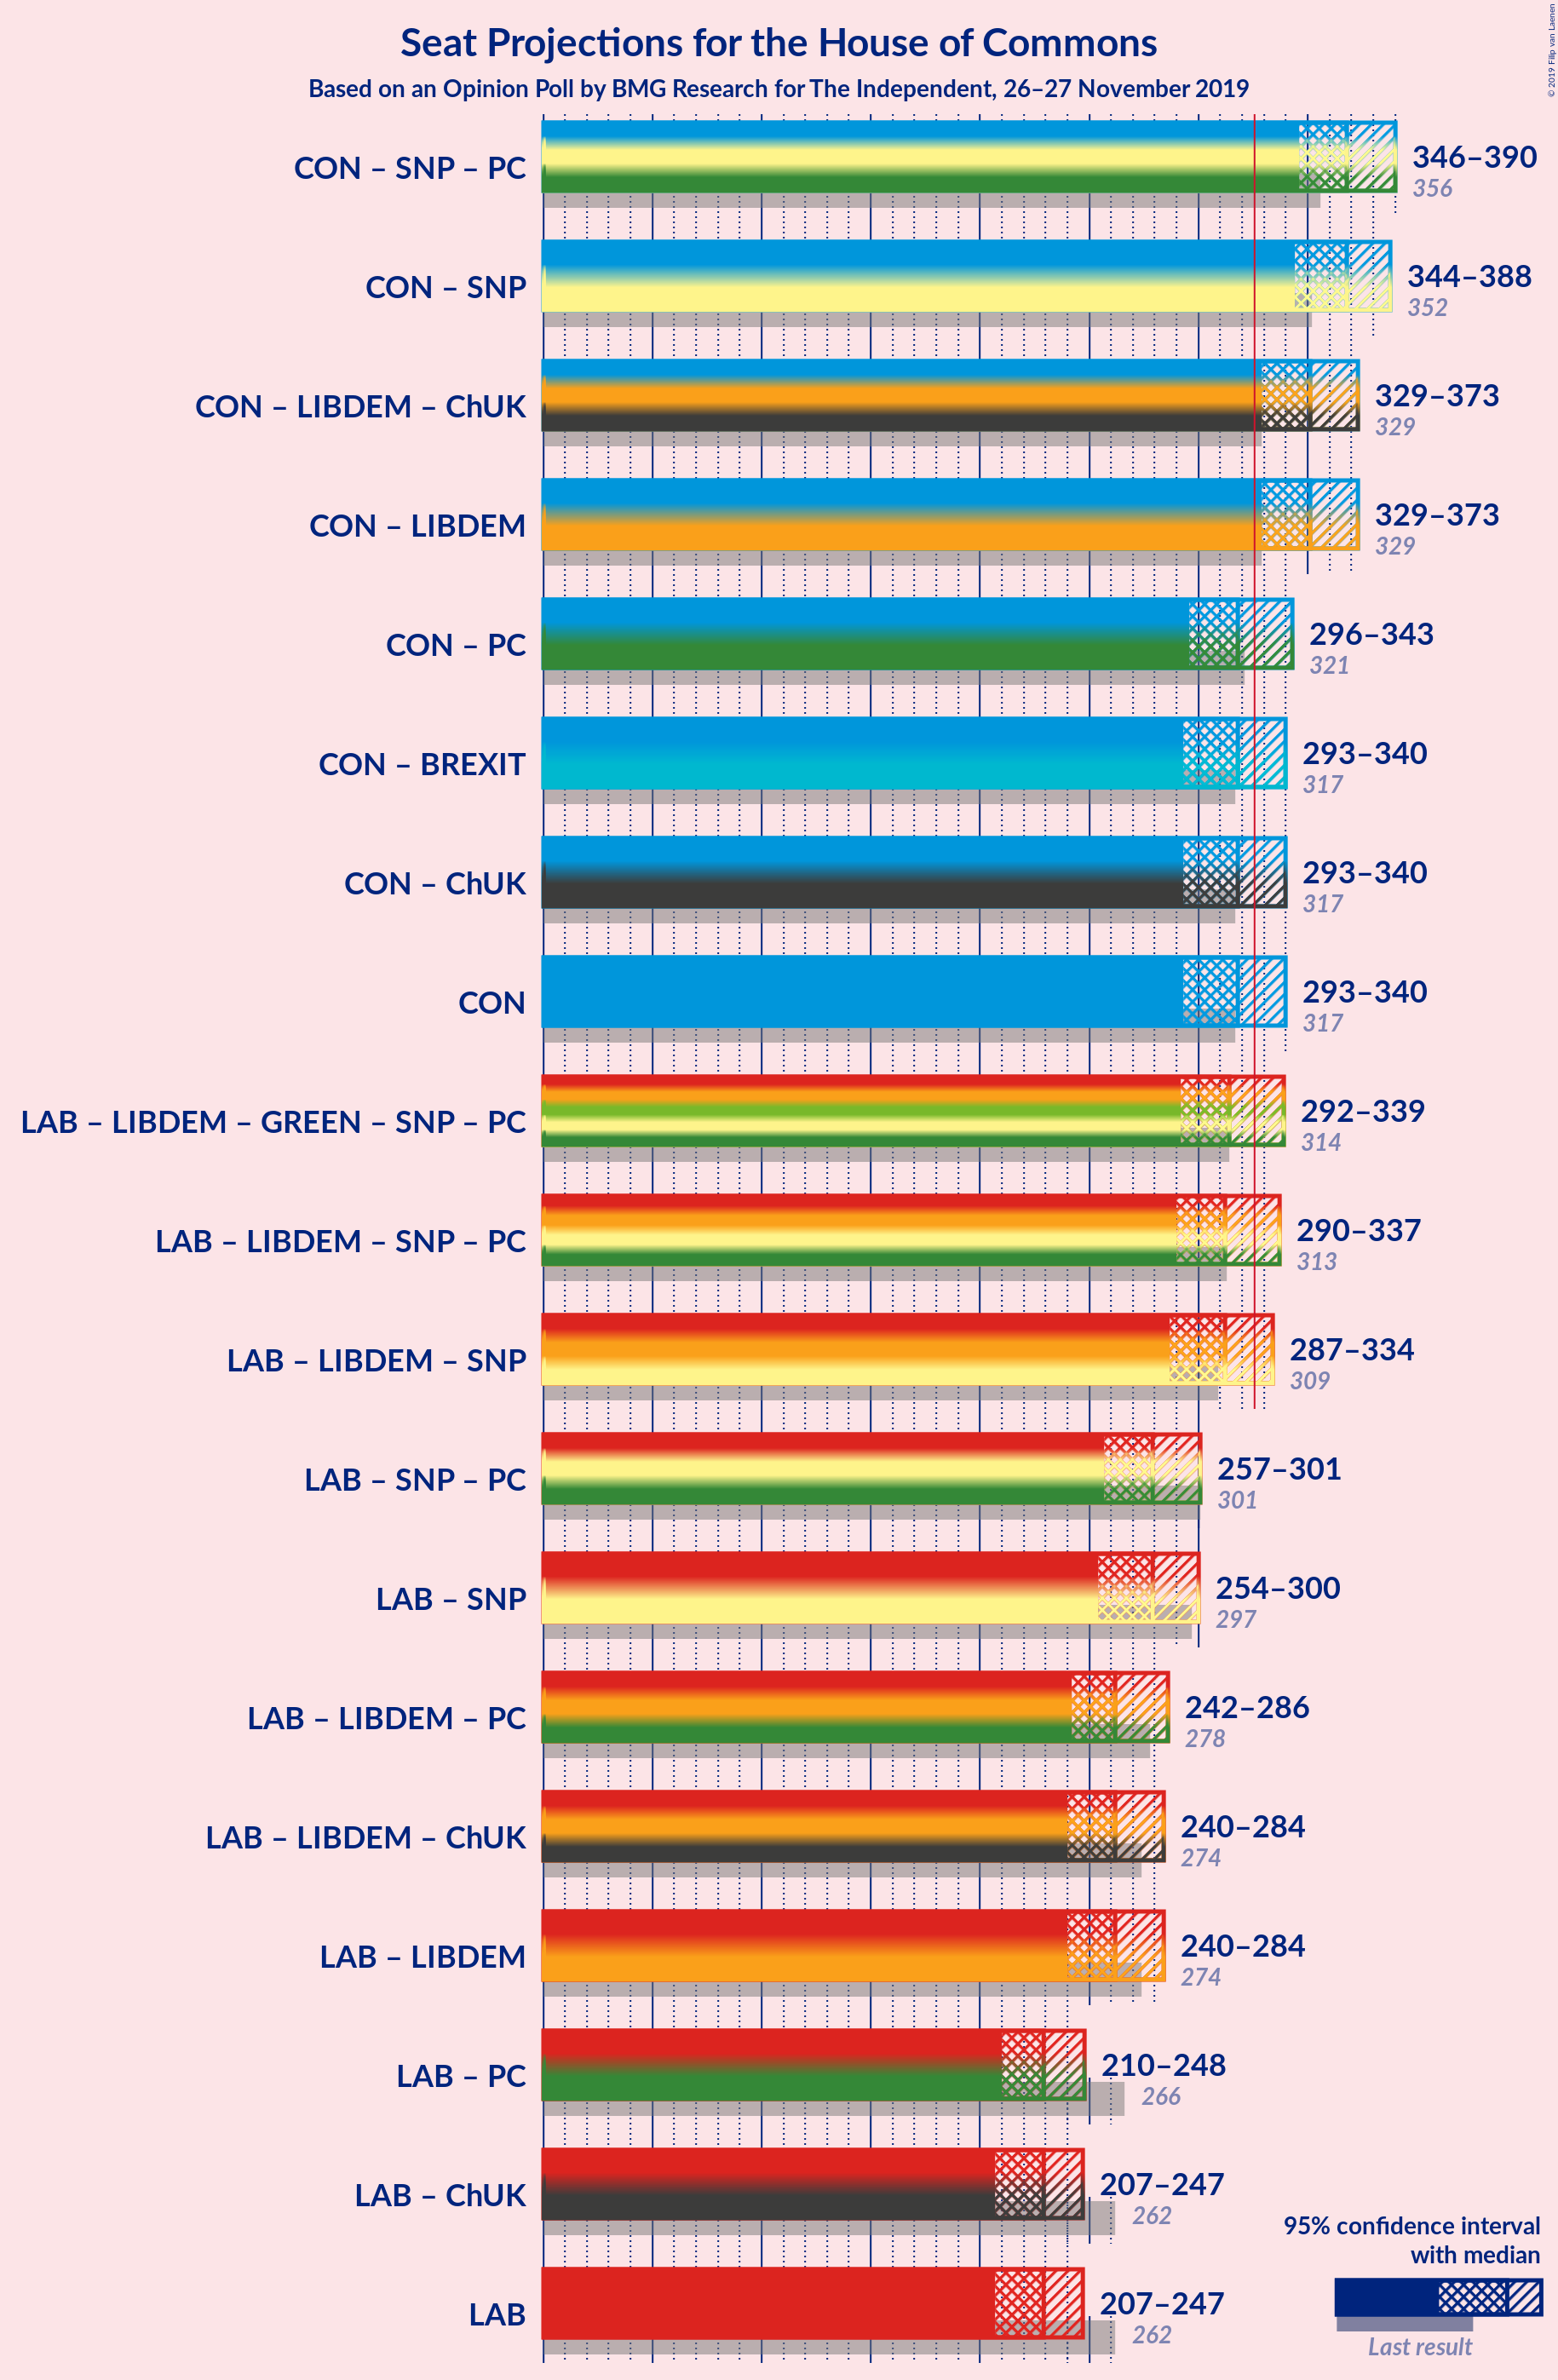 Seat Projections for the House of Commons
Based on an Opinion Poll by BMG Research for The Independent, 26–27 November 2019
© 2019 Filip van Laenen
CON – SNP – PC
346–390
356
CON – SNP
344–388
352
CON – LIBDEM – ChUK
329–373
329
CON – LIBDEM
329–373
329
CON – PC
296–343
321
CON – BREXIT
293–340
317
CON – ChUK
293–340
317
CON
293–340
317
LAB – LIBDEM – GREEN – SNP – PC
292–339
314
LAB – LIBDEM – SNP – PC
290–337
313
LAB – LIBDEM – SNP
287–334
309
LAB – SNP – PC
257–301
301
LAB – SNP
254–300
297
LAB – LIBDEM – PC
242–286
278
LAB – LIBDEM – ChUK
240–284
274
LAB – LIBDEM
240–284
274
LAB – PC
210–248
266
LAB – ChUK
207–247
262
LAB
207–247
262
95% confidence interval
with median
Last result